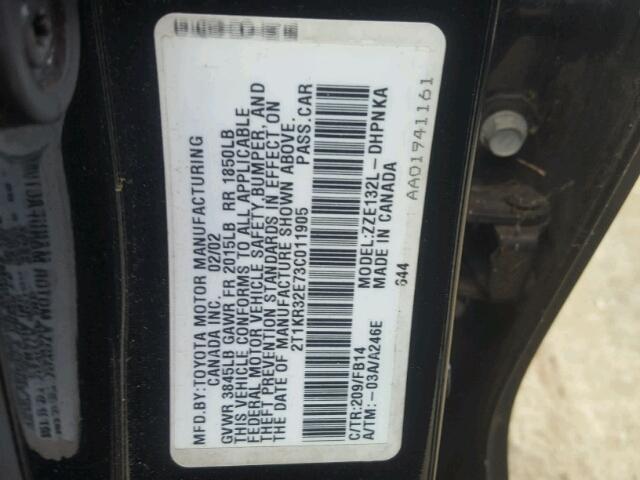 MFD.BY:TOYOTA MOTOR MANUFACTURING
CANADA INC. 02/02
GVWR 3845LB GAWR FR 2015LB RR 1850LB
THIS VEHICLE CONFORMS TO ALL APPLICABLE
FEDERAL MOTOR VEHICLE SAFETY,BUMPER, AND
THEFT PREVENTION STANDARDS IN EFFECT ON
THE DATE OF MANUFACTURE SHOWN ABOVE.
2T1KR32E73C011905 PASS.CAR
C/TR:209/FB14 MODEL:ZZE132L-DHPNKA
A/TM:-03A/A246E MADE IN CANADA
644
AA01941161